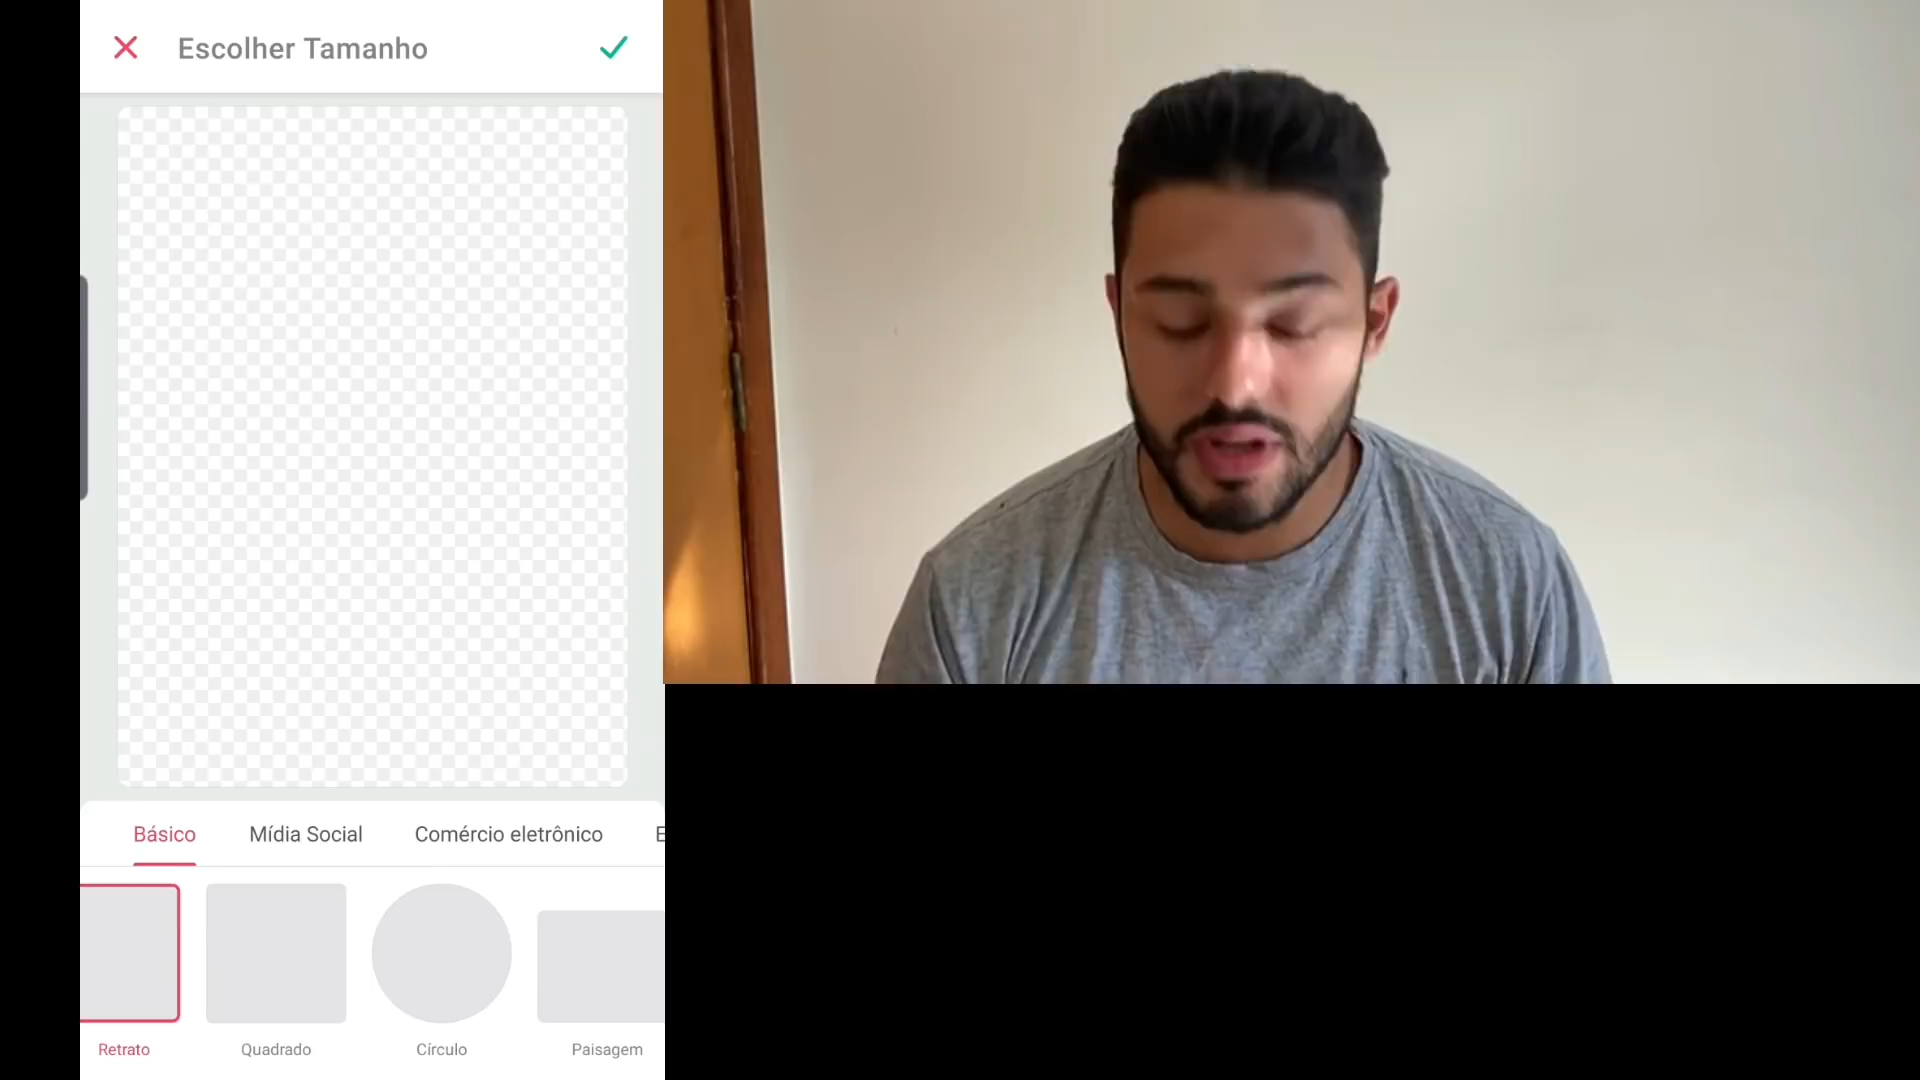 Escolher Tamanho
Básico Mídia Social Comércio eletrônico
Retrato Quadrado Círculo Paisagem